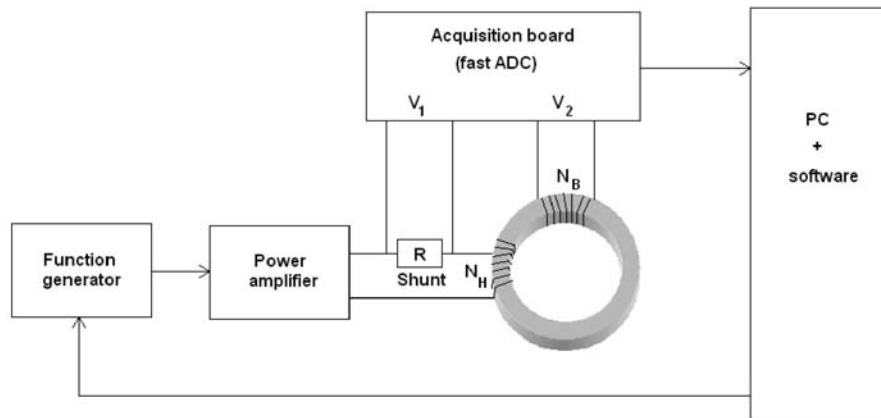 Acquisition board
(fast ADC)
V1
V2
PC
+
software
NB
Function
generator
Power
amplifier
R
Shunt
NH